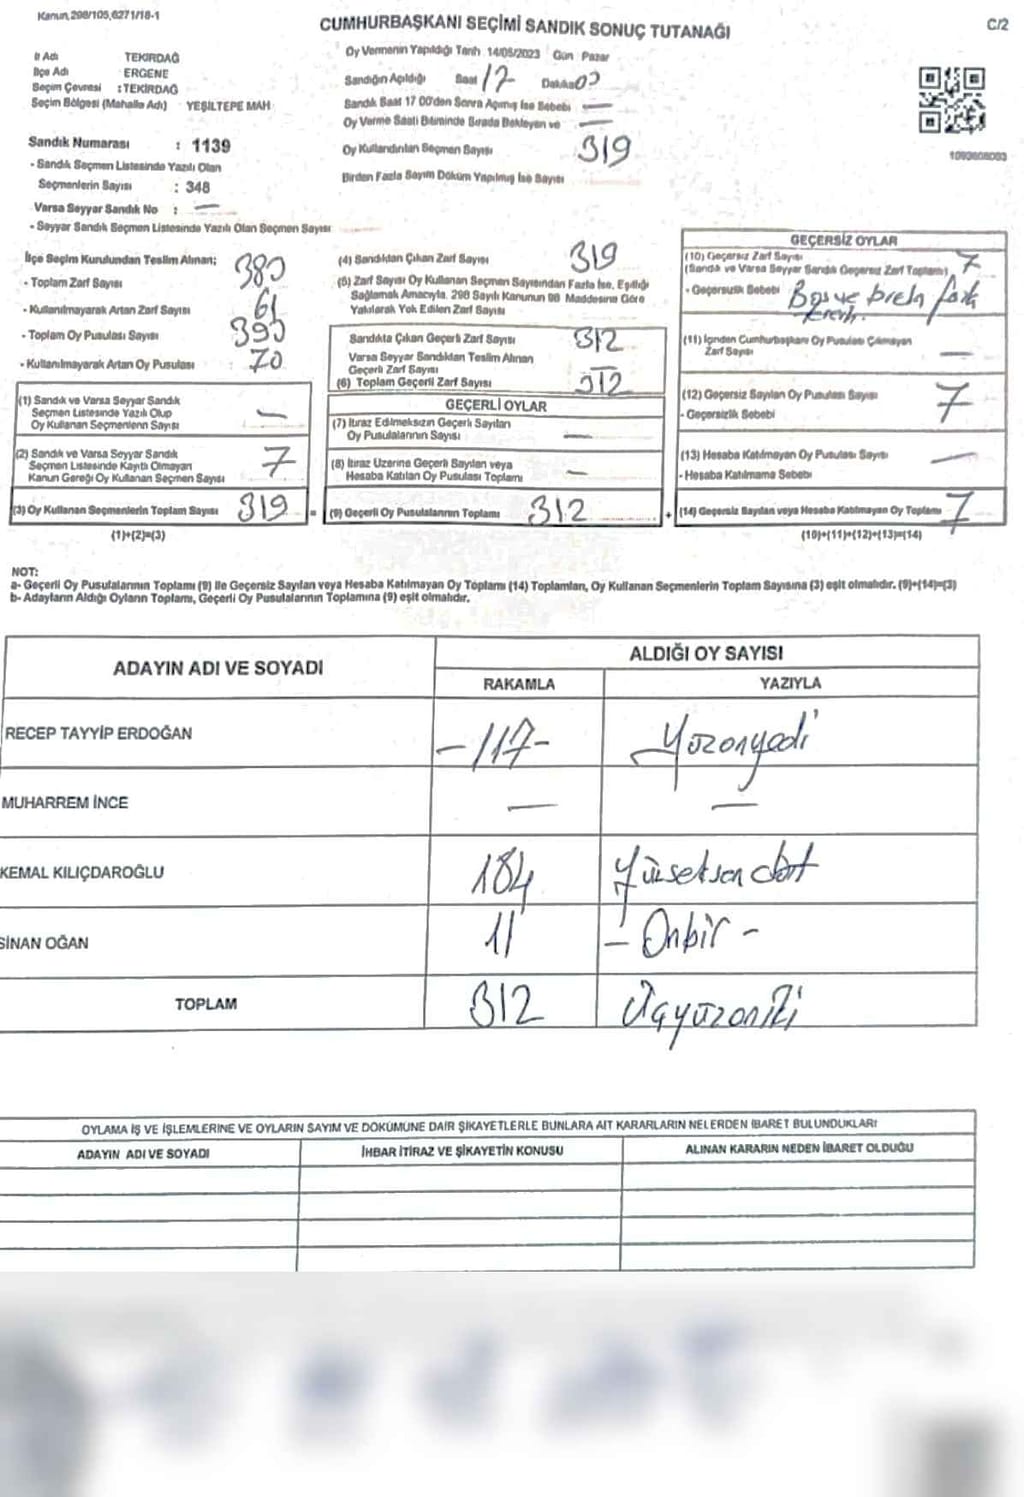 Kanun,298/105,6271/18-1
CUMHURBAŞKANI SEÇİMİ SANDIK SONUÇ TUTANAĞI
C/2
İl Adı TEKİRDAĞ
İlçe Adı ERGENE
Seçim Çevresi : TEKİRDAĞ
Seçim Bölgesi (Mahalle Adı) YEŞİLTEPE MAH
Sandık Numarası : 1139
- Sandık Seçmen Listesinde Yazılı Olan
Seçmenlerin Sayısı : 348
Varsa Seyyar Sandık No : —
- Seyyar Sandık Seçmen Listesinde Yazılı Olan Seçmen Sayısı
Oy Vermenin Yapıldığı Tarih 14/05/2023 Gün Pazar
Sandığın Açıldığı Saat 17 Dakika 00
Sandık Saat 17 00'den Sonra Açılmış İse Sebebi —
Oy Verme Saati Bitiminde Sırada Bekleyen ve —
Oy Kullandırılan Seçmen Sayısı 319
Birden Fazla Sayım Döküm Yapılmış İse Sayısı
İlçe Seçim Kurulundan Teslim Alınan;
- Toplam Zarf Sayısı 380
- Kullanılmayarak Artan Zarf Sayısı 61
- Toplam Oy Pusulası Sayısı 390
- Kullanılmayarak Artan Oy Pusulası : 70
(1) Sandık ve Varsa Seyyar Sandık
Seçmen Listesinde Yazılı Olup
Oy Kullanan Seçmenlerin Sayısı —
(2) Sandık ve Varsa Seyyar Sandık
Seçmen Listesinde Kayıtlı Olmayan
Kanun Gereği Oy Kullanan Seçmen Sayısı 7
(3) Oy Kullanan Seçmenlerin Toplam Sayısı 319
(1)+(2)=(3)
(4) Sandıktan Çıkan Zarf Sayısı 319
(5) Zarf Sayısı Oy Kullanan Seçmen Sayısından Fazla İse, Eşitliği
Sağlamak Amacıyla, 298 Sayılı Kanunun 98 Maddesine Göre
Yakılarak Yok Edilen Zarf Sayısı
Sandıkta Çıkan Geçerli Zarf Sayısı 312
Varsa Seyyar Sandıktan Teslim Alınan
Geçerli Zarf Sayısı
(6) Toplam Geçerli Zarf Sayısı 312
GEÇERLİ OYLAR
(7) İtiraz Edilmeksizin Geçerli Sayılan
Oy Pusulalarının Sayısı —
(8) İtiraz Üzerine Geçerli Sayılan veya
Hesaba Katılan Oy Pusulası Toplamı —
= (9) Geçerli Oy Pusulalarının Toplamı 312
GEÇERSİZ OYLAR
(10) Geçersiz Zarf Sayısı
(Sandık ve Varsa Seyyar Sandık Geçersiz Zarf Toplamı) 7
- Geçersizlik Sebebi Boş ve birden fazla
(11) İçinden Cumhurbaşkanı Oy Pusulası Çıkmayan
Zarf Sayısı —
(12) Geçersiz Sayılan Oy Pusulası Sayısı 7
- Geçersizlik Sebebi
(13) Hesaba Katılmayan Oy Pusulası Sayısı —
- Hesaba Katılmama Sebebi
+ (14) Geçersiz Sayılan veya Hesaba Katılmayan Oy Toplamı 7
(10)+(11)+(12)+(13)=(14)
NOT:
a- Geçerli Oy Pusulalarının Toplamı (9) ile Geçersiz Sayılan veya Hesaba Katılmayan Oy Toplamı (14) Toplamları, Oy Kullanan Seçmenlerin Toplam Sayısına (3) eşit olmalıdır. (9)+(14)=(3)
b- Adayların Aldığı Oyların Toplamı, Geçerli Oy Pusulalarının Toplamına (9) eşit olmalıdır.
ADAYIN ADI VE SOYADI
ALDIĞI OY SAYISI
RAKAMLA YAZIYLA
RECEP TAYYİP ERDOĞAN -117- Yüzonyedi
MUHARREM İNCE — —
KEMAL KILIÇDAROĞLU 184 Yüzseksen dört
SİNAN OĞAN 11 - Onbir -
TOPLAM 312 Üçyüzoniki
OYLAMA İŞ VE İŞLEMLERİNE VE OYLARIN SAYIM VE DÖKÜMÜNE DAİR ŞİKAYETLERLE BUNLARA AİT KARARLARIN NELERDEN İBARET BULUNDUKLARI
ADAYIN ADI VE SOYADI İHBAR İTİRAZ VE ŞİKAYETİN KONUSU ALINAN KARARIN NEDEN İBARET OLDUĞU